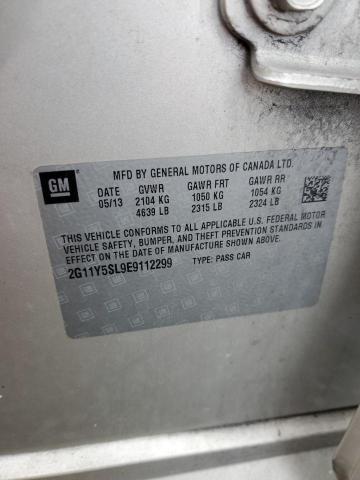 GM
MFD BY GENERAL MOTORS OF CANADA LTD.
DATE GVWR GAWR FRT GAWR RR
05/13 2104 KG 1050 KG 1054 KG
4639 LB 2315 LB 2324 LB
THIS VEHICLE CONFORMS TO ALL APPLICABLE U.S. FEDERAL MOTOR
VEHICLE SAFETY, BUMPER, AND THEFT PREVENTION STANDARDS IN
EFFECT ON THE DATE OF MANUFACTURE SHOWN ABOVE.
2G11Y5SL9E9112299 TYPE: PASS CAR